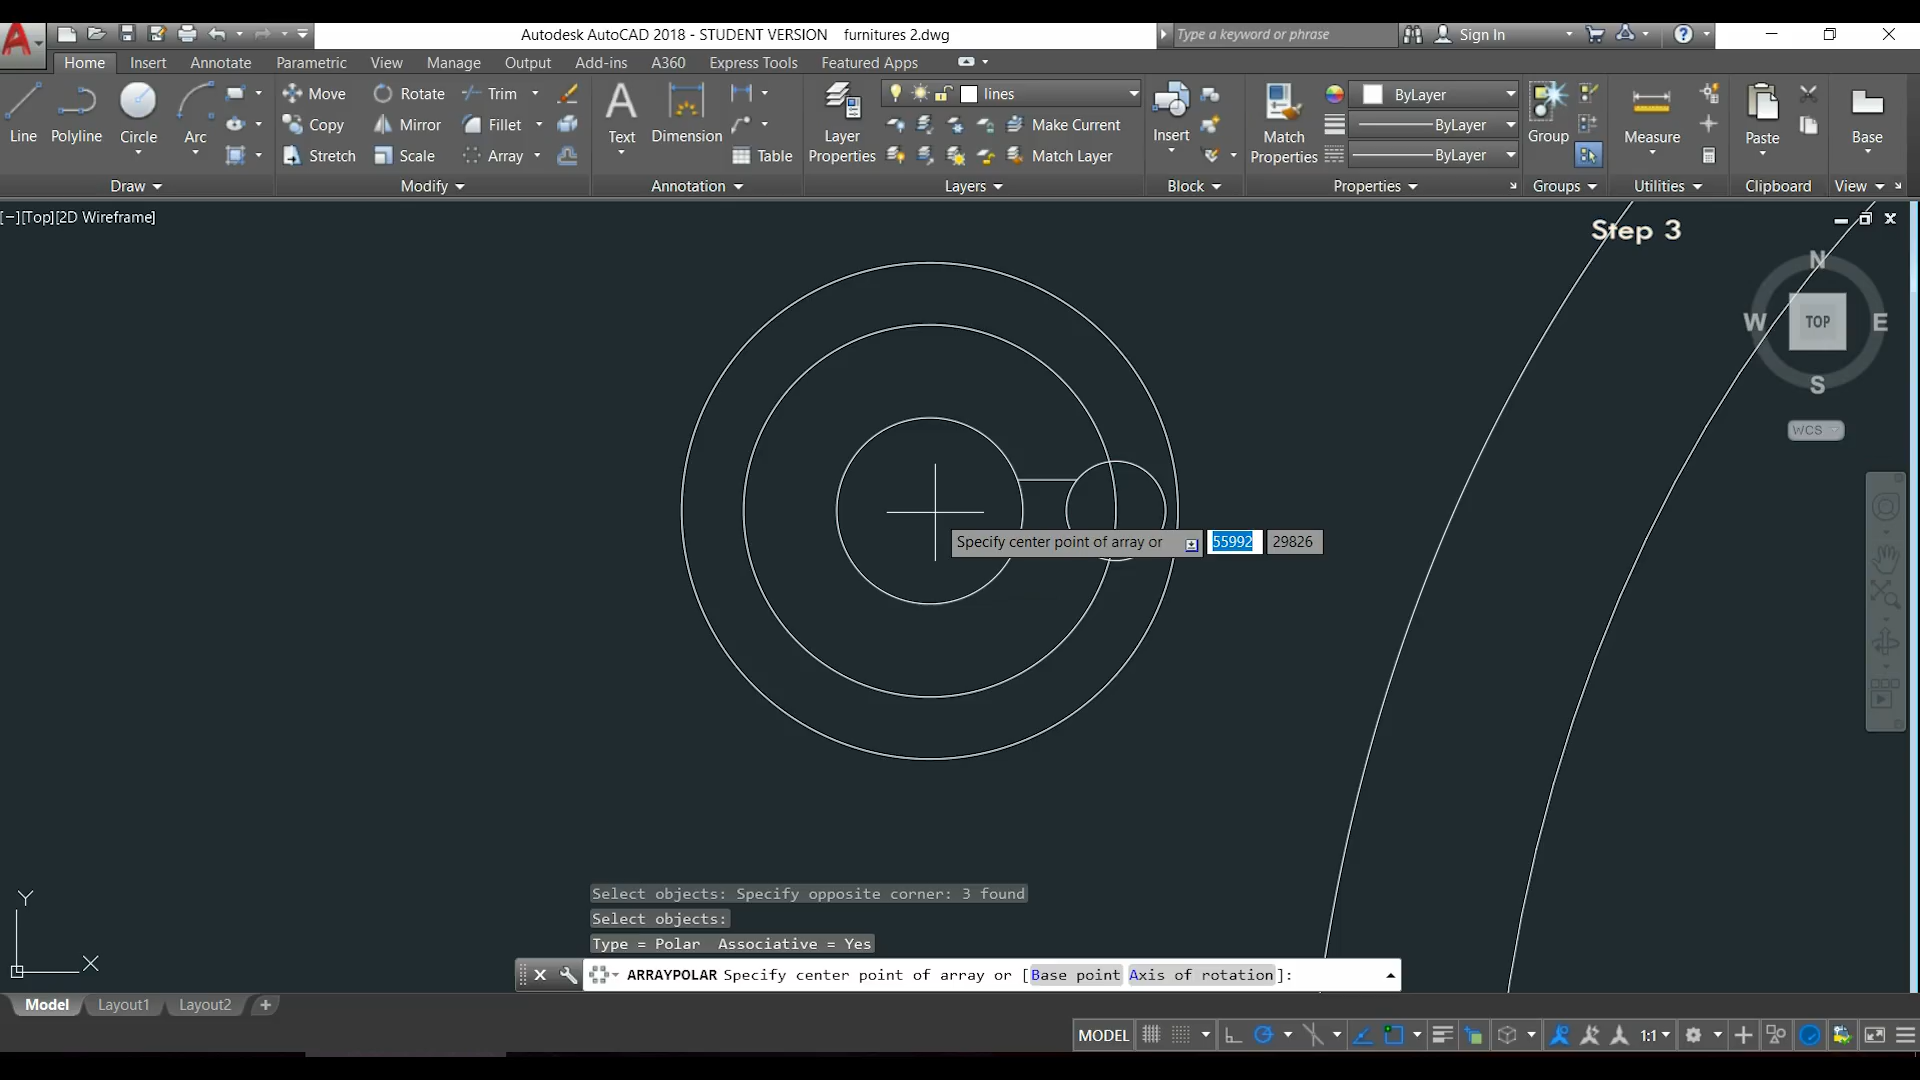 Autodesk AutoCAD 2018 - STUDENT VERSION furnitures 2.dwg
Type a keyword or phrase
Sign In
Home Insert Annotate Parametric View Manage Output Add-ins A360 Express Tools Featured Apps
Move Rotate Trim lines ByLayer
Line Polyline Circle Arc Copy Mirror Fillet Text Dimension Layer Properties Make Current Insert Match Properties ByLayer Group Measure Paste Base
Stretch Scale Array Table Match Layer ByLayer
Draw Modify Annotation Layers Block Properties Groups Utilities Clipboard View
[−][Top][2D Wireframe]
Step 3
N
W TOP E
S
WCS
Specify center point of array or 55992 29826
Select objects: Specify opposite corner: 3 found
Select objects:
Type = Polar Associative = Yes
Y
X
ARRAYPOLAR Specify center point of array or [Base point Axis of rotation]:
Model Layout1 Layout2 +
MODEL 1:1